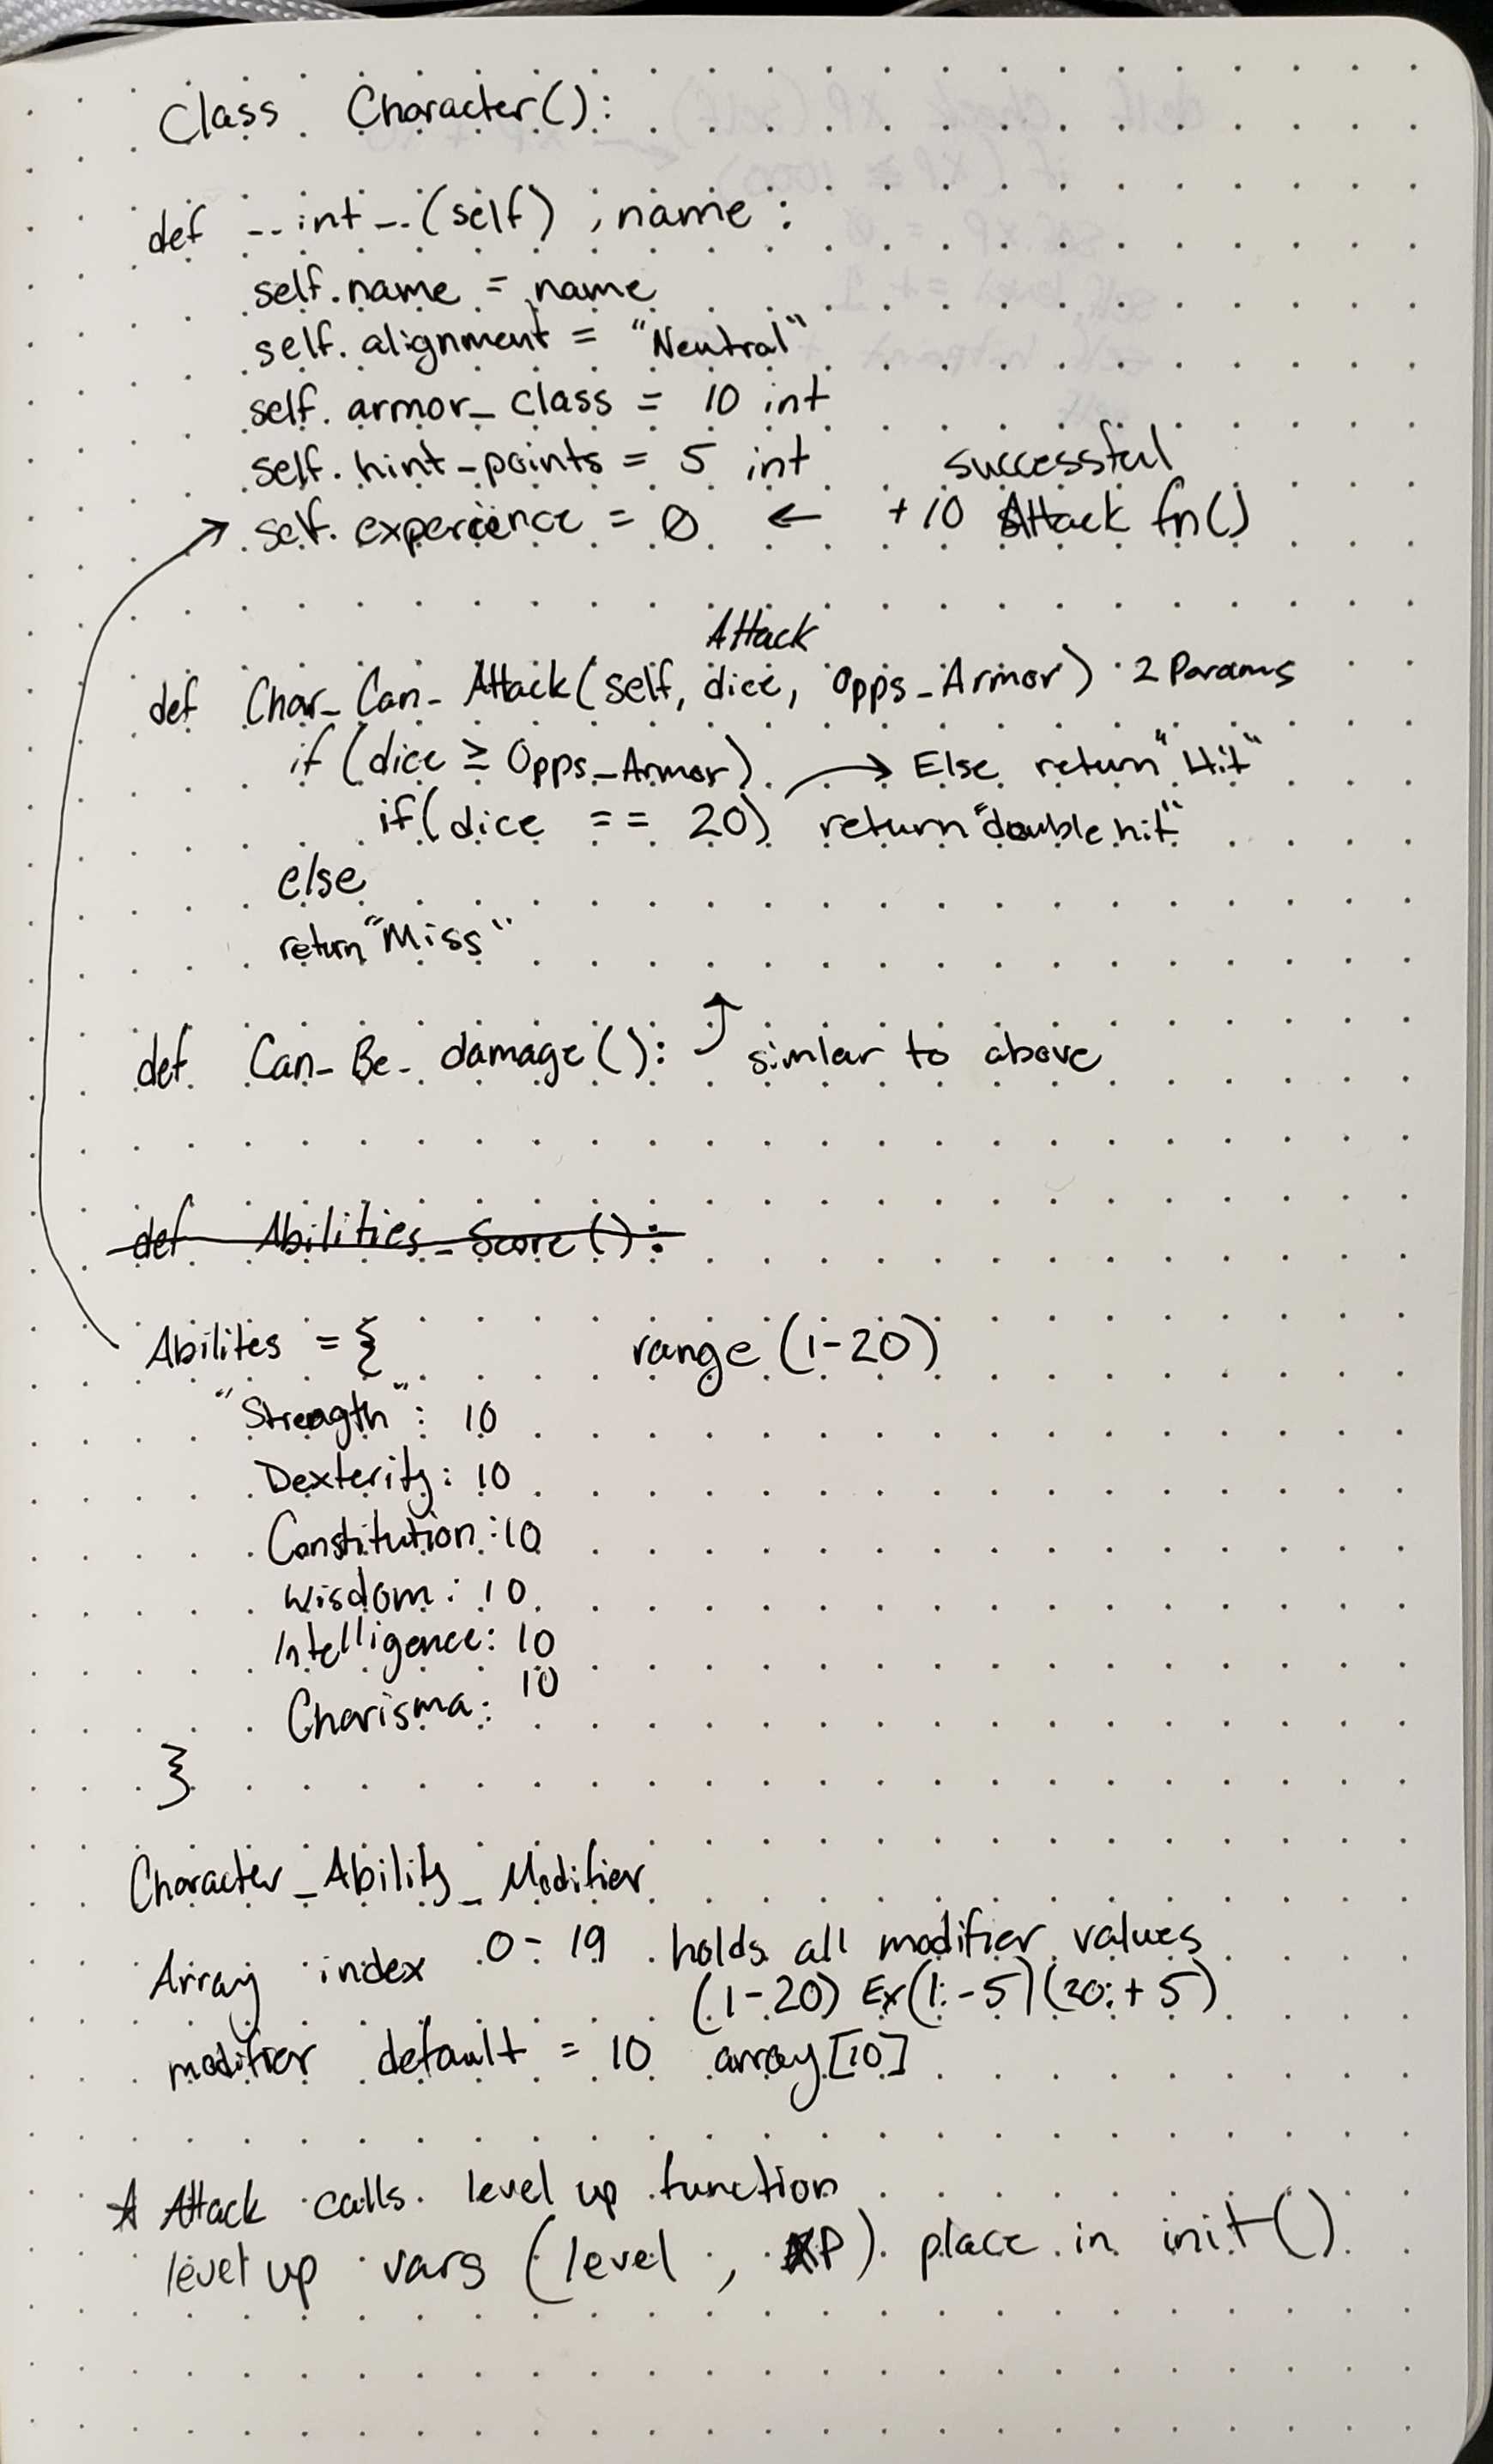 Class Character():
def __int__(self), name:
self.name = name
self.alignment = "Neutral"
self.armor_class = 10 int
self.hint_points = 5 int
successful
self.experience = 0 ← +10 Attack fn()
Attack
def Char_Can_Attack(self, dice, Opps_Armor) 2 Params
if (dice ≥ Opps_Armor) → Else return "Hit"
if (dice == 20) return "double hit"
else
return "Miss"
def Can_Be_damage(): similar to above
def Abilities_Score():
Abilites = { range (1-20)
"Strength": 10
Dexterity: 10
Constitution: 10
Wisdom: 10
Intelligence: 10
Charisma: 10
}
Character_Ability_Modifier
Array index 0-19 holds all modifier values
(1-20) Ex(1:-5)(20:+5)
modifier default = 10 array[10]
Attack calls level up function
level up vars (level, XP) place in init()